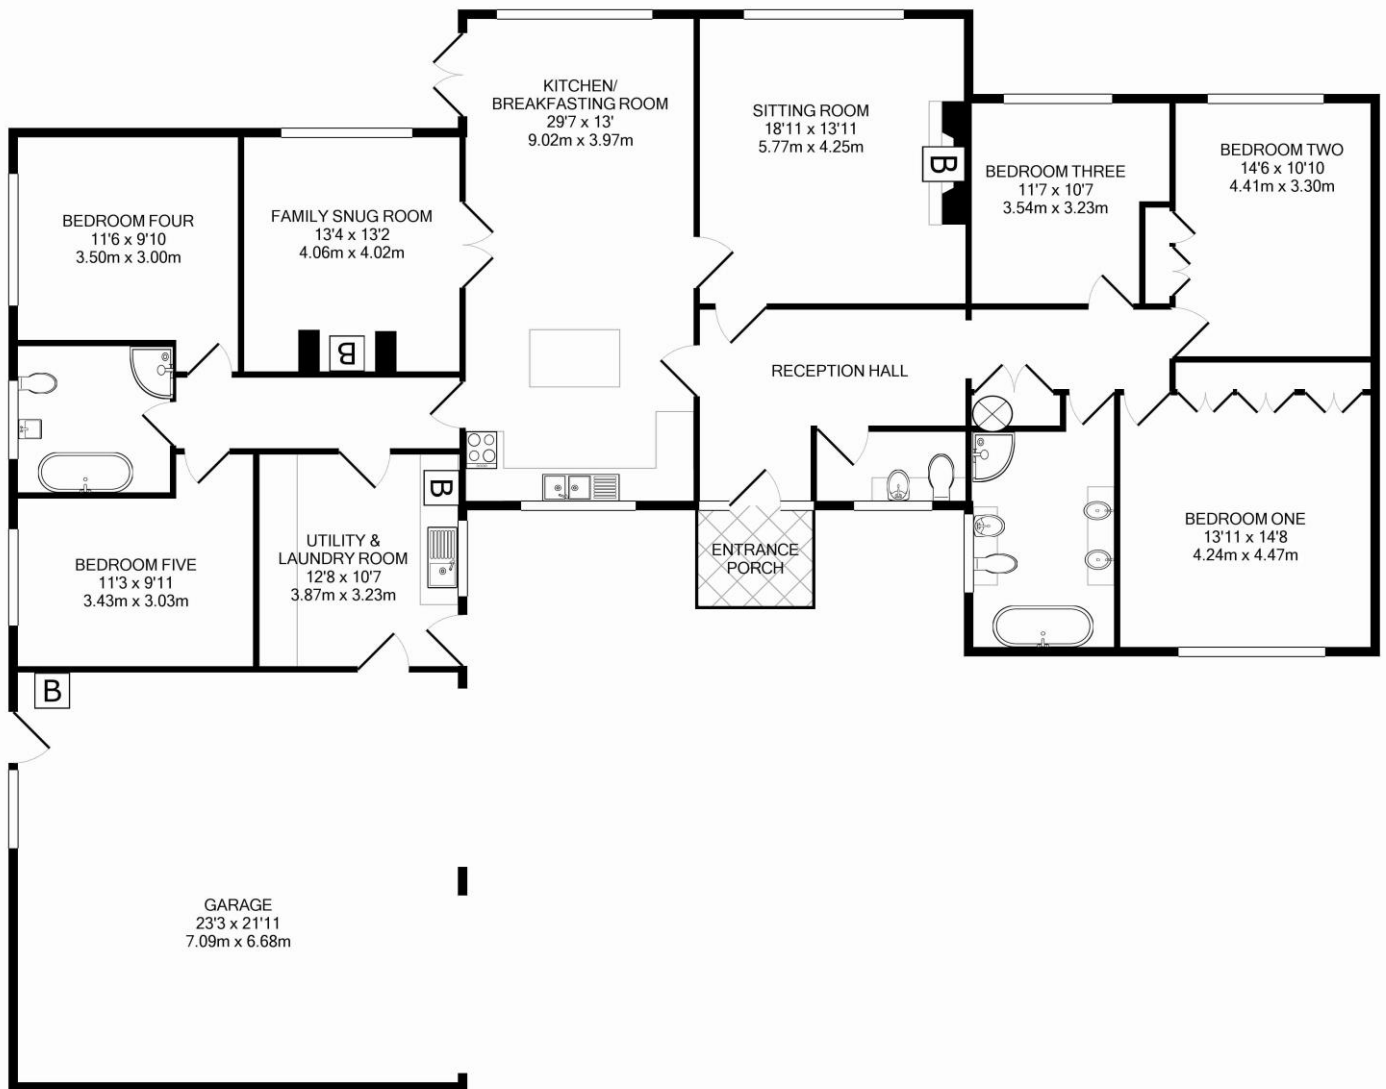 KITCHEN/
BREAKFASTING ROOM
29'7 x 13'
9.02m x 3.97m
SITTING ROOM
18'11 x 13'11
5.77m x 4.25m
B
BEDROOM THREE
11'7 x 10'7
3.54m x 3.23m
BEDROOM TWO
14'6 x 10'10
4.41m x 3.30m
BEDROOM FOUR
11'6 x 9'10
3.50m x 3.00m
FAMILY SNUG ROOM
13'4 x 13'2
4.06m x 4.02m
B
RECEPTION HALL
B
UTILITY &
LAUNDRY ROOM
12'8 x 10'7
3.87m x 3.23m
BEDROOM FIVE
11'3 x 9'11
3.43m x 3.03m
ENTRANCE
PORCH
BEDROOM ONE
13'11 x 14'8
4.24m x 4.47m
B
GARAGE
23'3 x 21'11
7.09m x 6.68m